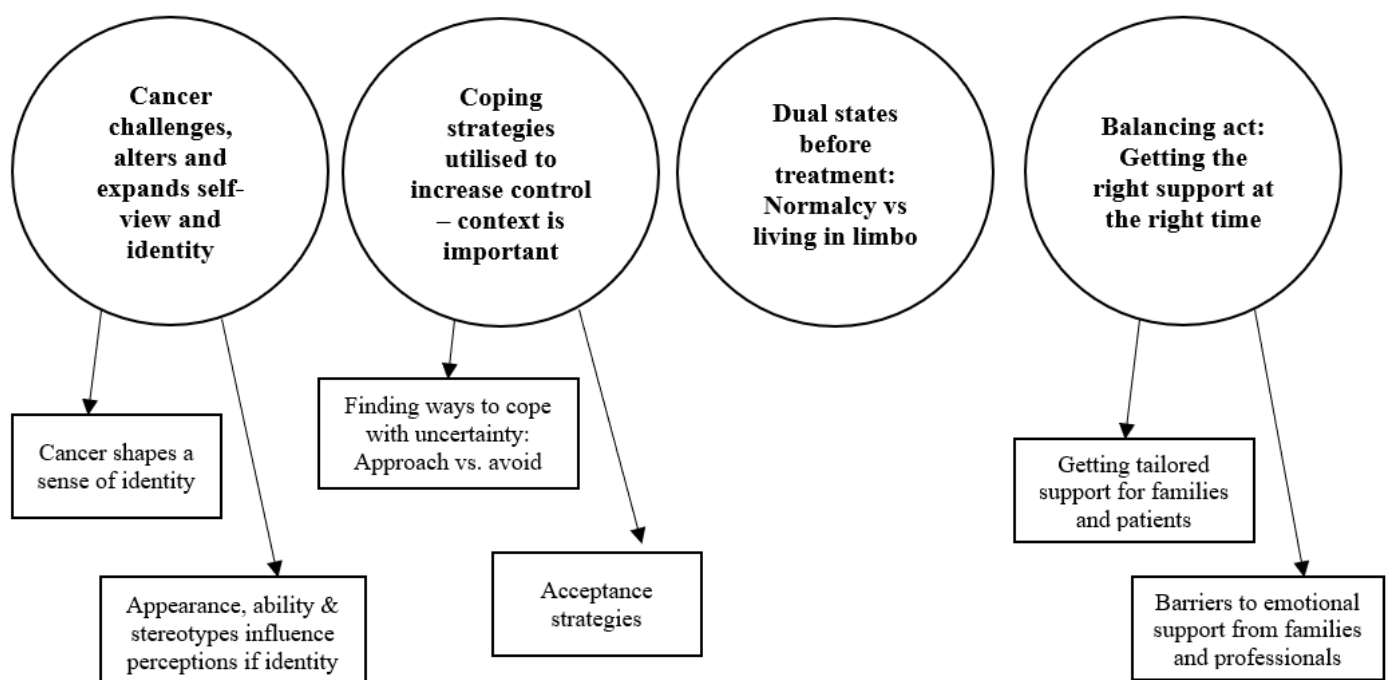 Cancer
challenges,
alters and
expands self-
view and
identity
Coping
strategies
utilised to
increase control
– context is
important
Dual states
before
treatment:
Normalcy vs
living in limbo
Balancing act:
Getting the
right support at
the right time
Cancer shapes a
sense of identity
Appearance, ability &
stereotypes influence
perceptions if identity
Finding ways to cope
with uncertainty:
Approach vs. avoid
Acceptance
strategies
Getting tailored
support for families
and patients
Barriers to emotional
support from families
and professionals